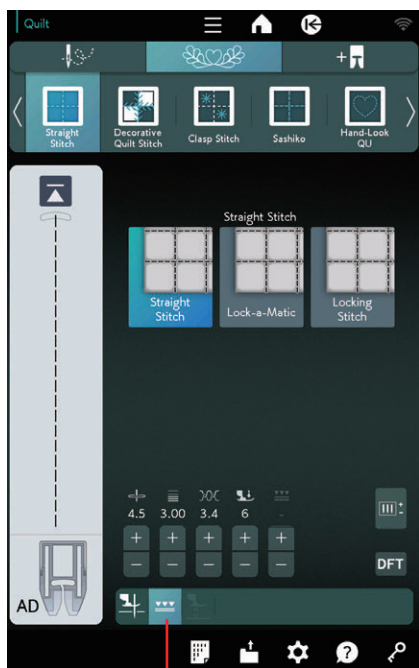 Quilt
Straight
Stitch
Decorative
Quilt Stitch
Clasp Stitch
Sashiko
Hand-Look
QU
Straight Stitch
Straight
Stitch
Lock-a-Matic
Locking
Stitch
4.5 3.00 3.4 6 -
+ + + + +
- - - - -
DFT
AD
?